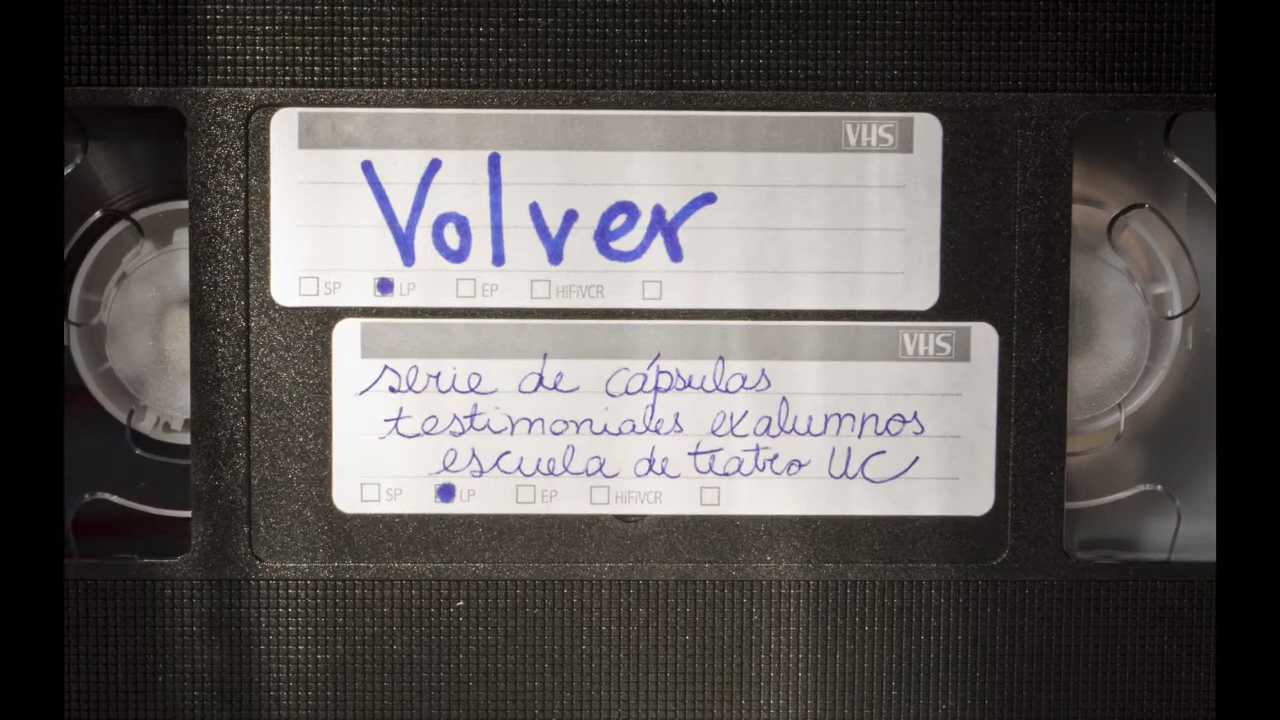 VHS
Volver
SP LP EP HiFiVCR
VHS
serie de cápsulas
testimoniales exalumnos
escuela de teatro UC
SP LP EP HiFiVCR